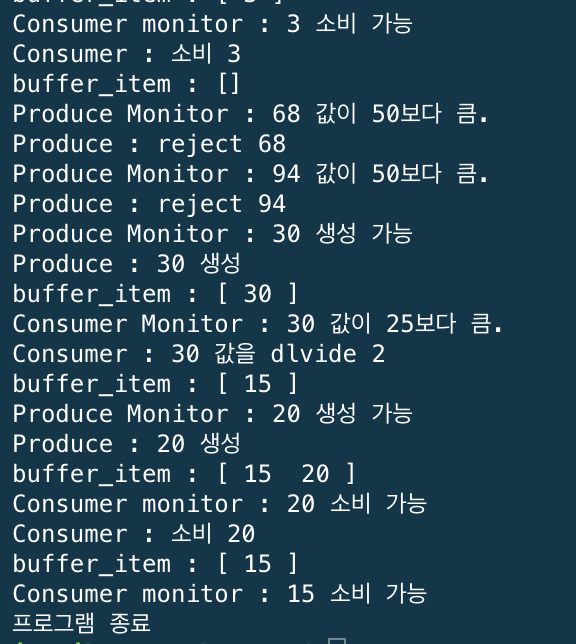 buffer_item : [ 3 ]
Consumer monitor : 3 소비 가능
Consumer : 소비 3
buffer_item : []
Produce Monitor : 68 값이 50보다 큼.
Produce : reject 68
Produce Monitor : 94 값이 50보다 큼.
Produce : reject 94
Produce Monitor : 30 생성 가능
Produce : 30 생성
buffer_item : [ 30 ]
Consumer Monitor : 30 값이 25보다 큼.
Consumer : 30 값을 dlvide 2
buffer_item : [ 15 ]
Produce Monitor : 20 생성 가능
Produce : 20 생성
buffer_item : [ 15  20 ]
Consumer monitor : 20 소비 가능
Consumer : 소비 20
buffer_item : [ 15 ]
Consumer monitor : 15 소비 가능
프로그램 종료